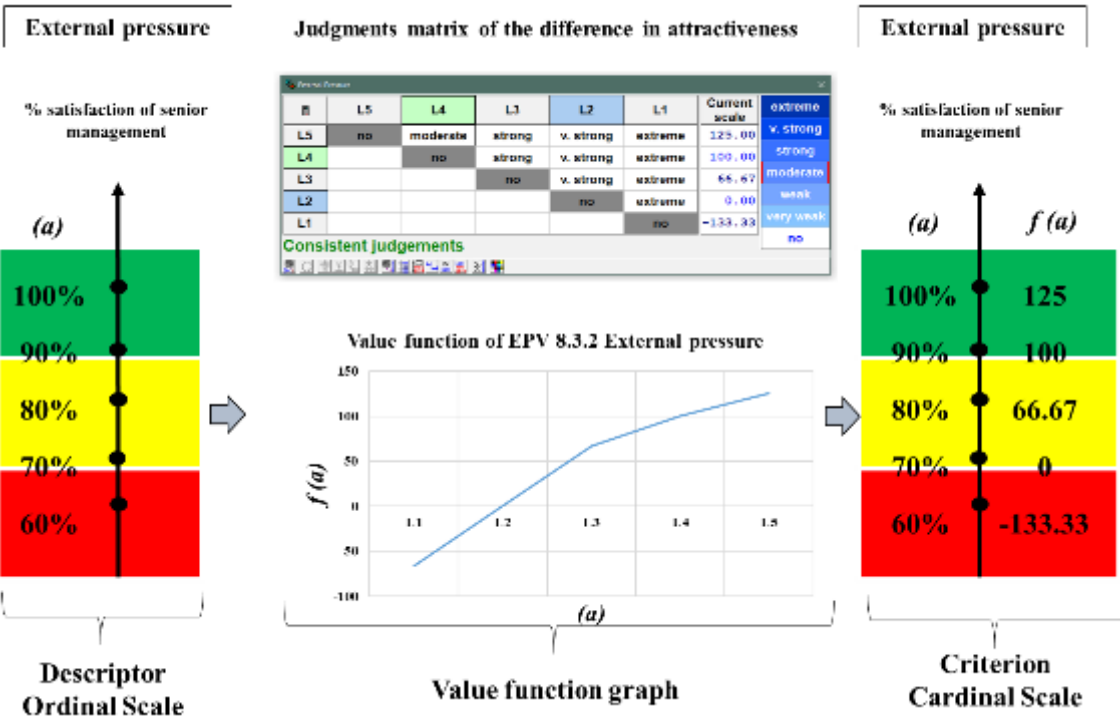 External pressure
% satisfaction of senior
management
(a)
100%
90%
80%
70%
60%
Descriptor
Ordinal Scale
Judgments matrix of the difference in attractiveness
L5 L4 L3 L2 L1 Current
scale
L5 no moderate strong v. strong extreme 125.00
L4 no strong v. strong extreme 100.00
L3 no v. strong extreme 66.67
L2 no extreme 0.00
L1 no -133.33
extreme
v. strong
strong
moderate
weak
very weak
no
Consistent judgements
Value function of EPV 8.3.2 External pressure
150
100
50
0
50
-100
f (a)
L1 L2 L3 L4 L5
(a)
Value function graph
External pressure
% satisfaction of senior
management
(a) f (a)
100% 125
90% 100
80% 66.67
70% 0
60% -133.33
Criterion
Cardinal Scale